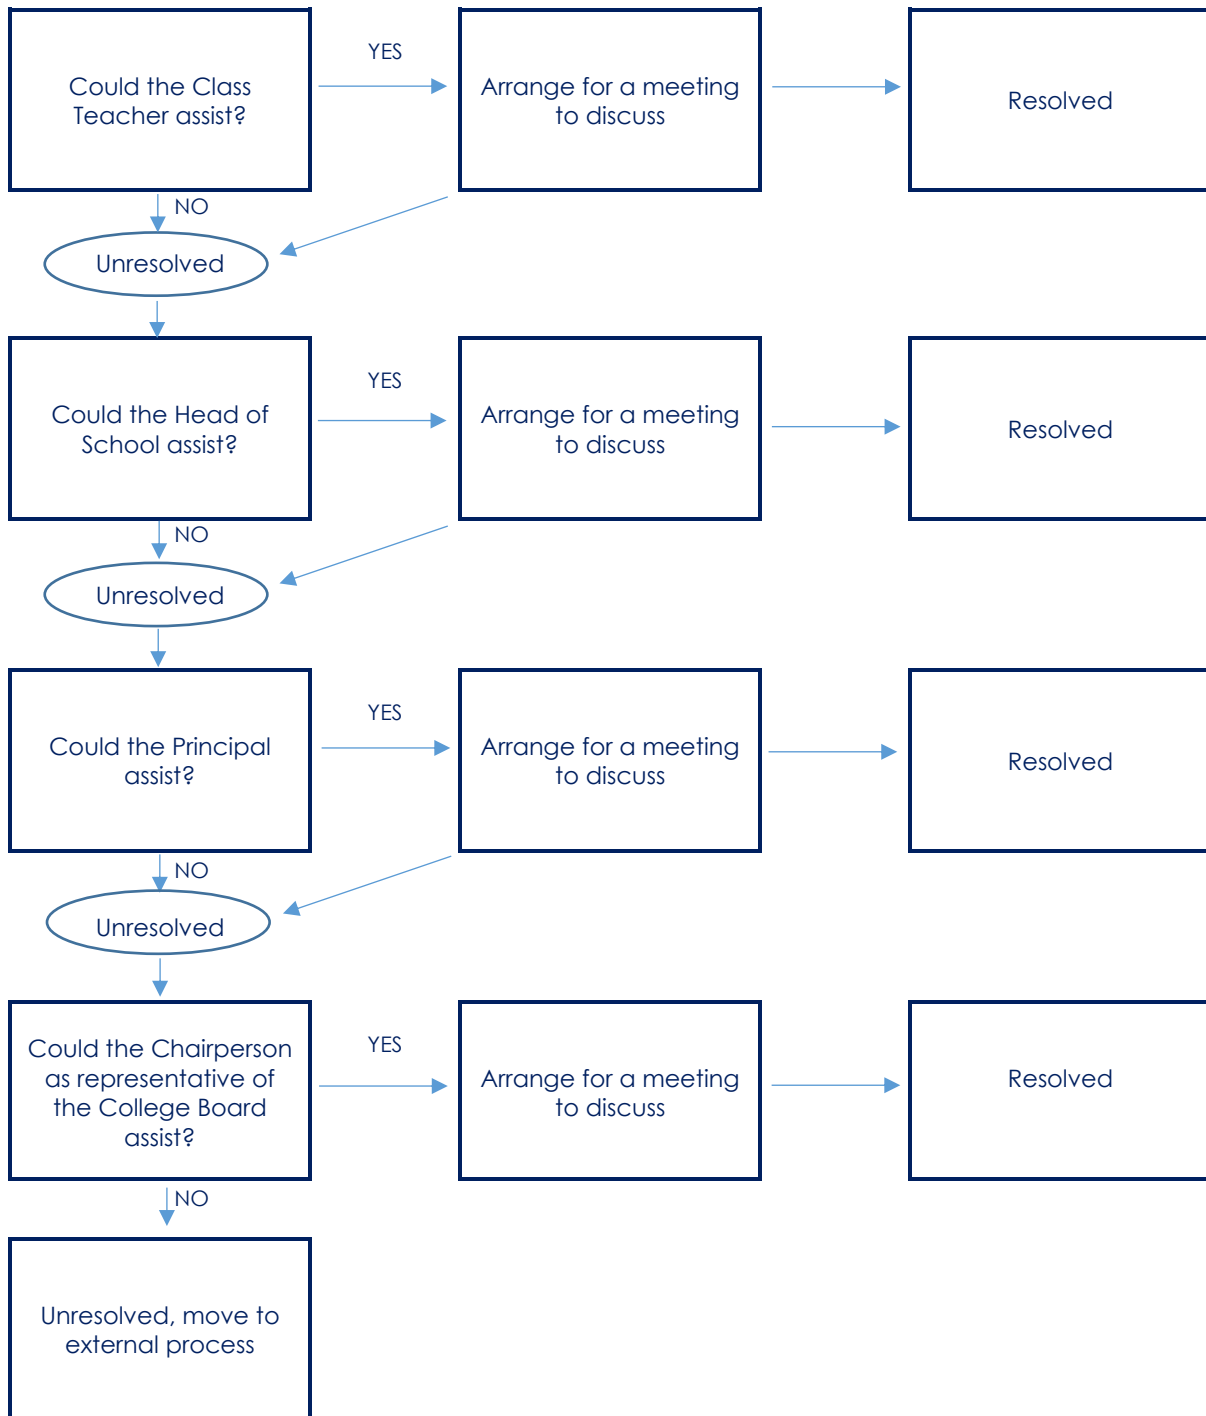 Could the Class
Teacher assist?
YES
Arrange for a meeting
to discuss
Resolved
NO
Unresolved
Could the Head of
School assist?
YES
Arrange for a meeting
to discuss
Resolved
NO
Unresolved
Could the Principal
assist?
YES
Arrange for a meeting
to discuss
Resolved
NO
Unresolved
Could the Chairperson
as representative of
the College Board
assist?
YES
Arrange for a meeting
to discuss
Resolved
NO
Unresolved, move to
external process